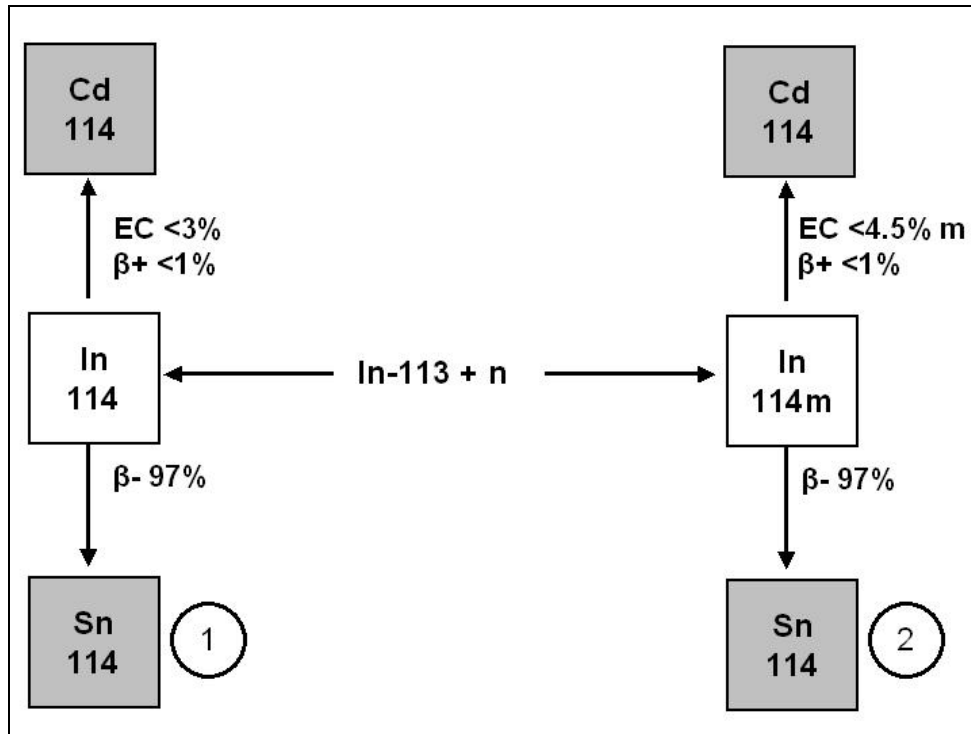 Cd
114
Cd
114
EC <3%
β+ <1%
EC <4.5% m
β+ <1%
In
114
In-113 + n
In
114m
β- 97%
β- 97%
Sn
114
1
Sn
114
2